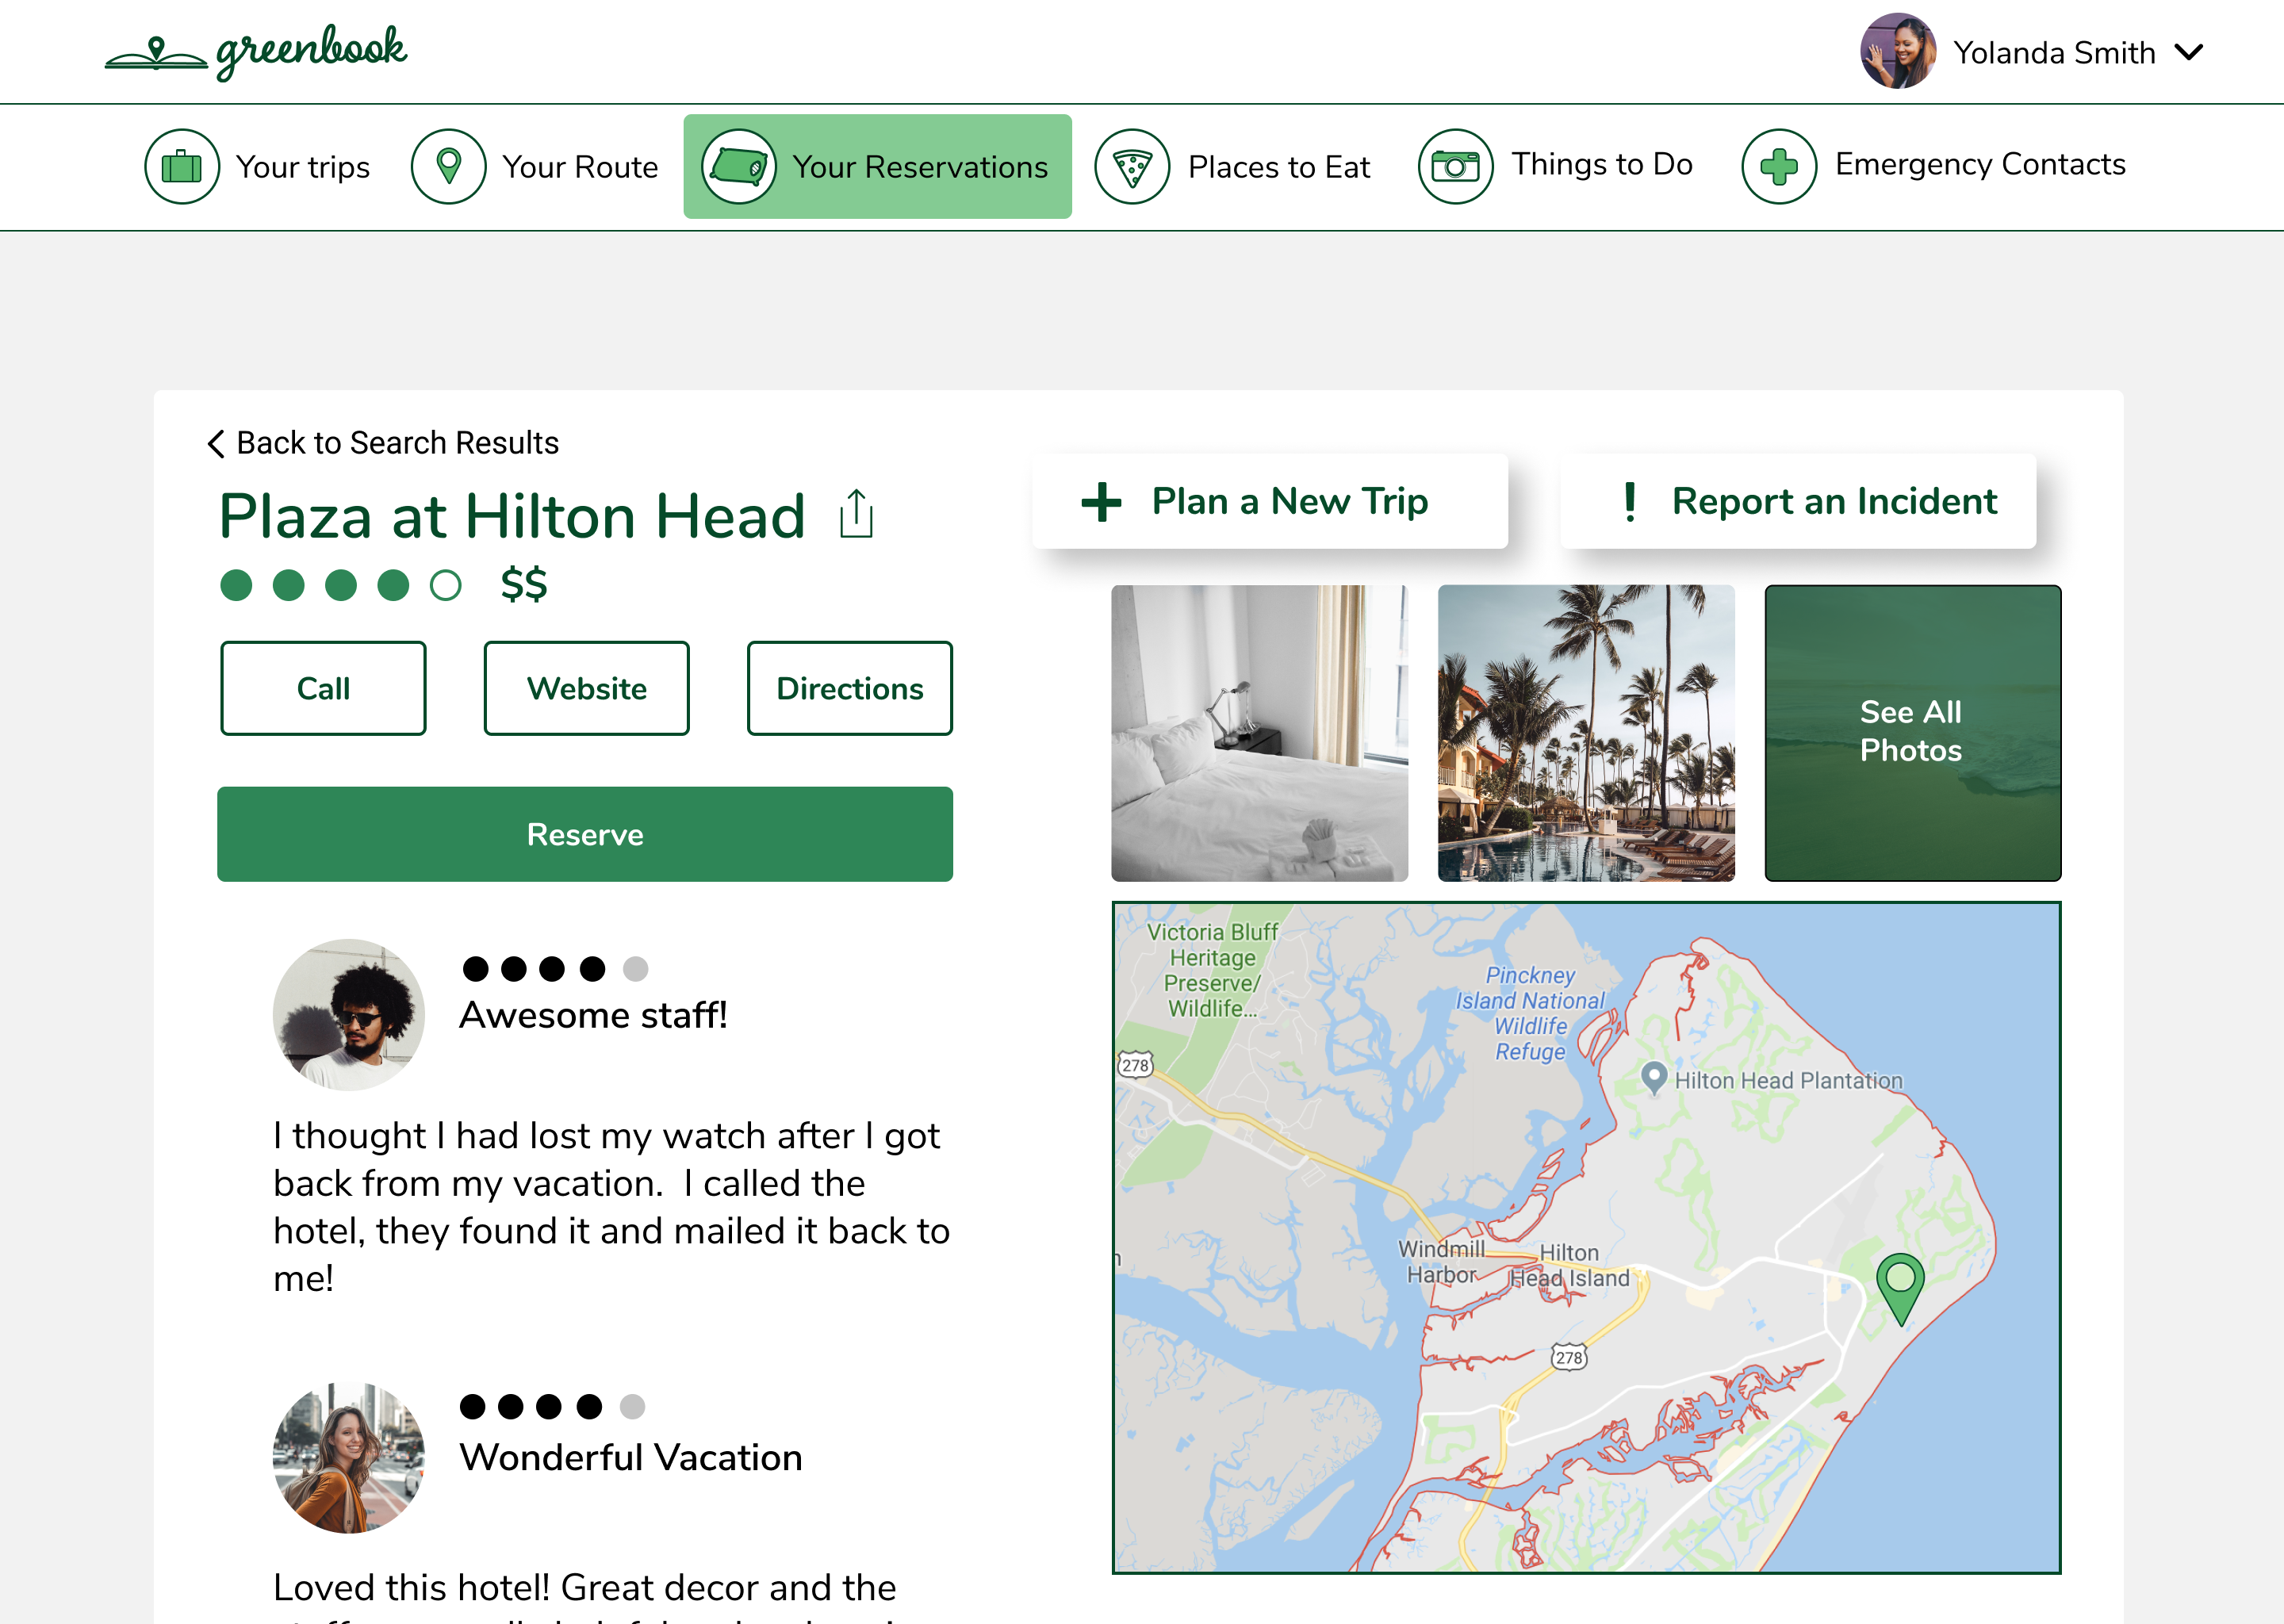 greenbook
Yolanda Smith
Your trips
Your Route
Your Reservations
Places to Eat
Things to Do
Emergency Contacts
Back to Search Results
Plaza at Hilton Head
$$
Call
Website
Directions
Reserve
Plan a New Trip
! Report an Incident
See All
Photos
Awesome staff!
I thought I had lost my watch after I got
back from my vacation.  I called the
hotel, they found it and mailed it back to
me!
Wonderful Vacation
Loved this hotel! Great decor and the
Victoria Bluff
Heritage
Preserve/
Wildlife...
Pinckney
Island National
Wildlife
Refuge
278
Hilton Head Plantation
Windmill
Harbor
Hilton
Head Island
278